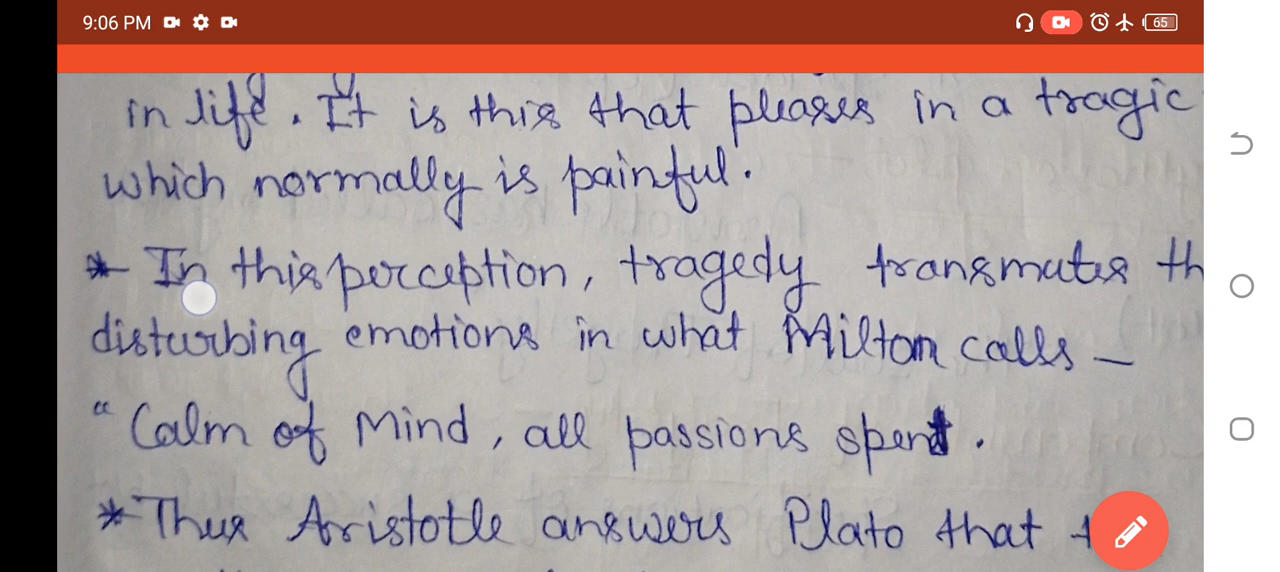 9:06 PM 65
in life. It is this that pleases in a tragic
which normally is painful.
* In this perception, tragedy transmutes
disturbing emotions in what Milton calls –
"Calm of Mind, all passions spent.
* Thus Aristotle answers Plato that